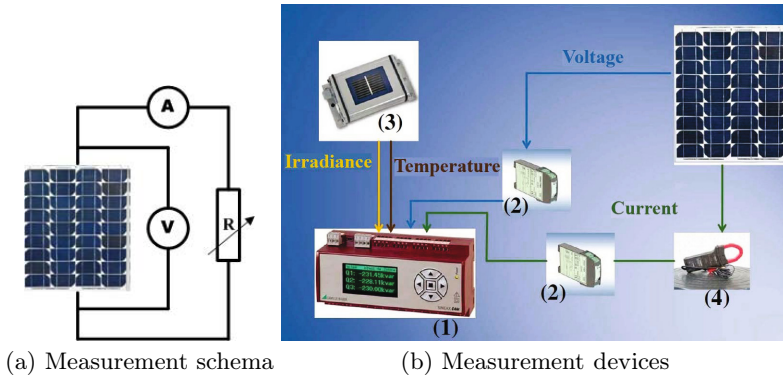 A
V
R
Voltage
(3)
Irradiance
Temperature
(2)
Current
(2)
(4)
(1)
(a) Measurement schema
(b) Measurement devices